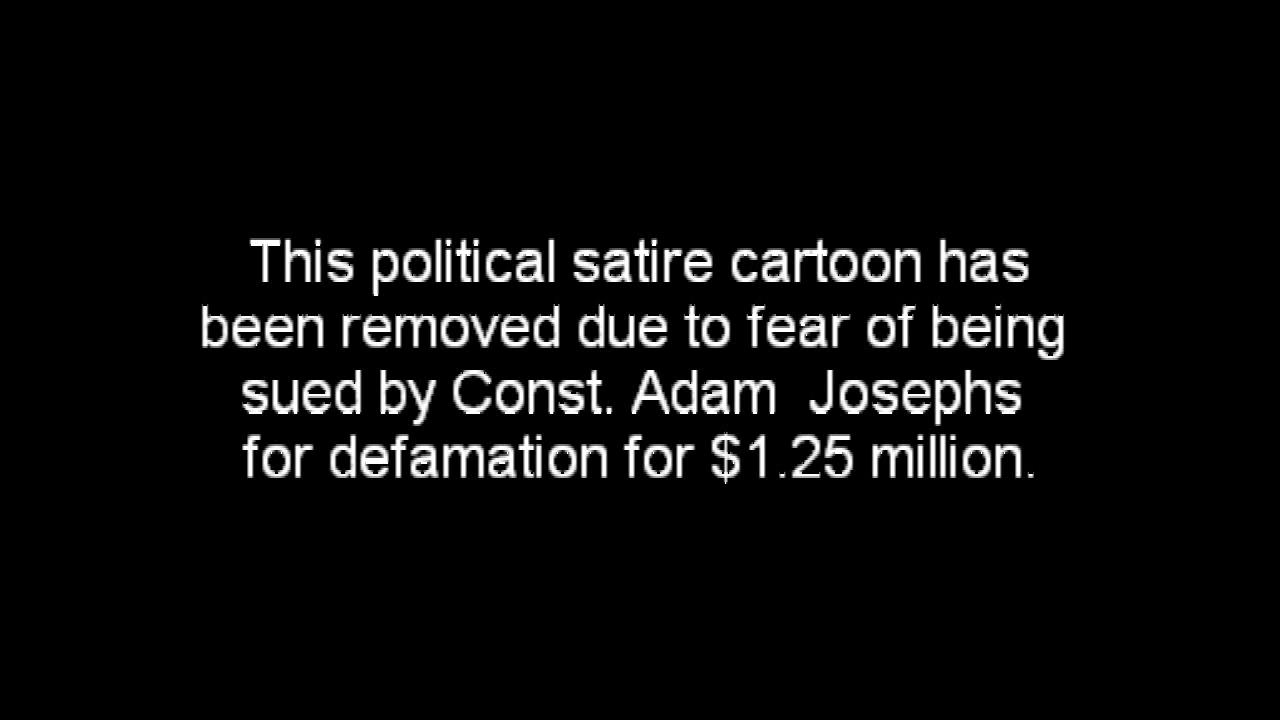 This political satire cartoon has
been removed due to fear of being
sued by Const. Adam  Josephs
for defamation for $1.25 million.